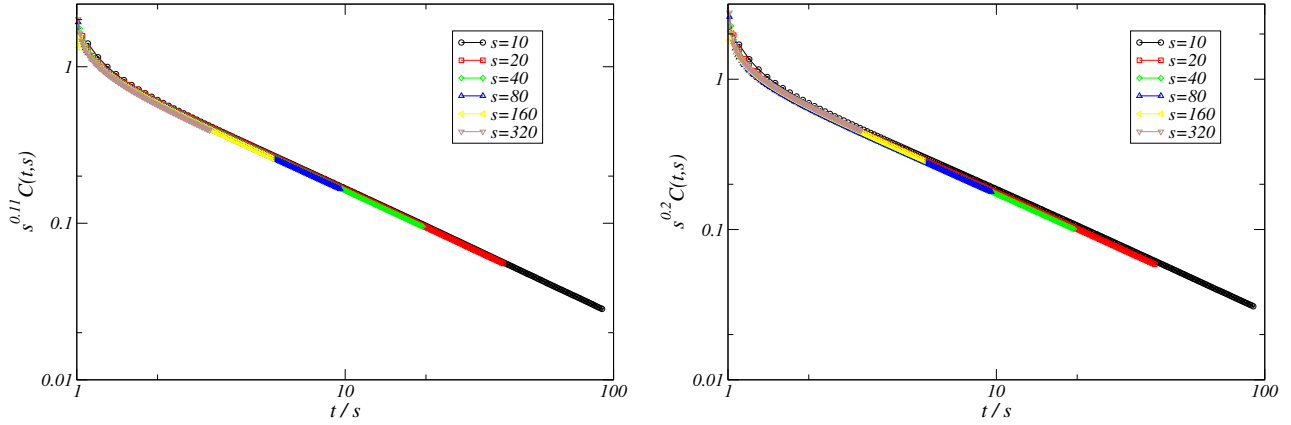 s=10
s=20
s=40
s=80
s=160
s=320
1
0.1
0.01
1
10
100
s^0.11 C(t,s)
t / s
s=10
s=20
s=40
s=80
s=160
s=320
1
0.1
0.01
1
10
100
s^0.2 C(t,s)
t / s